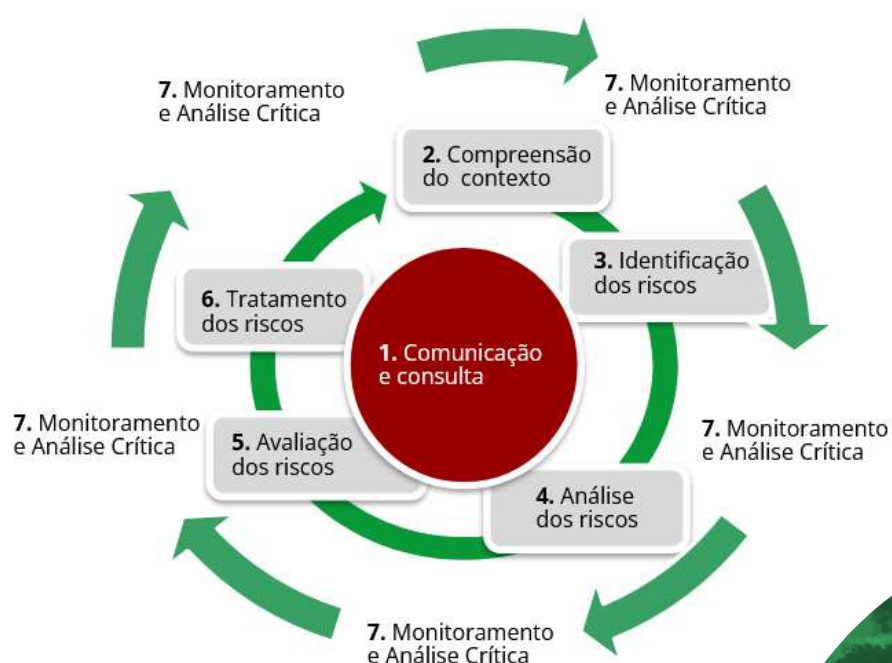 7. Monitoramento
e Análise Crítica
7. Monitoramento
e Análise Crítica
2. Compreensão
do contexto
3. Identificação
dos riscos
6. Tratamento
dos riscos
1. Comunicação
e consulta
7. Monitoramento
e Análise Crítica
5. Avaliação
dos riscos
7. Monitoramento
e Análise Crítica
4. Análise
dos riscos
7. Monitoramento
e Análise Crítica